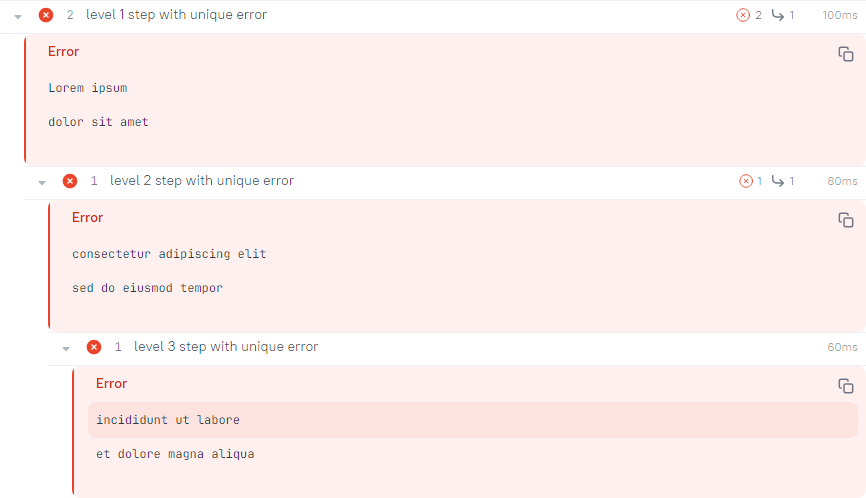 2 level 1 step with unique error 2 1 100ms
Error
Lorem ipsum
dolor sit amet
1 level 2 step with unique error 1 1 80ms
Error
consectetur adipiscing elit
sed do eiusmod tempor
1 level 3 step with unique error 60ms
Error
incididunt ut labore
et dolore magna aliqua